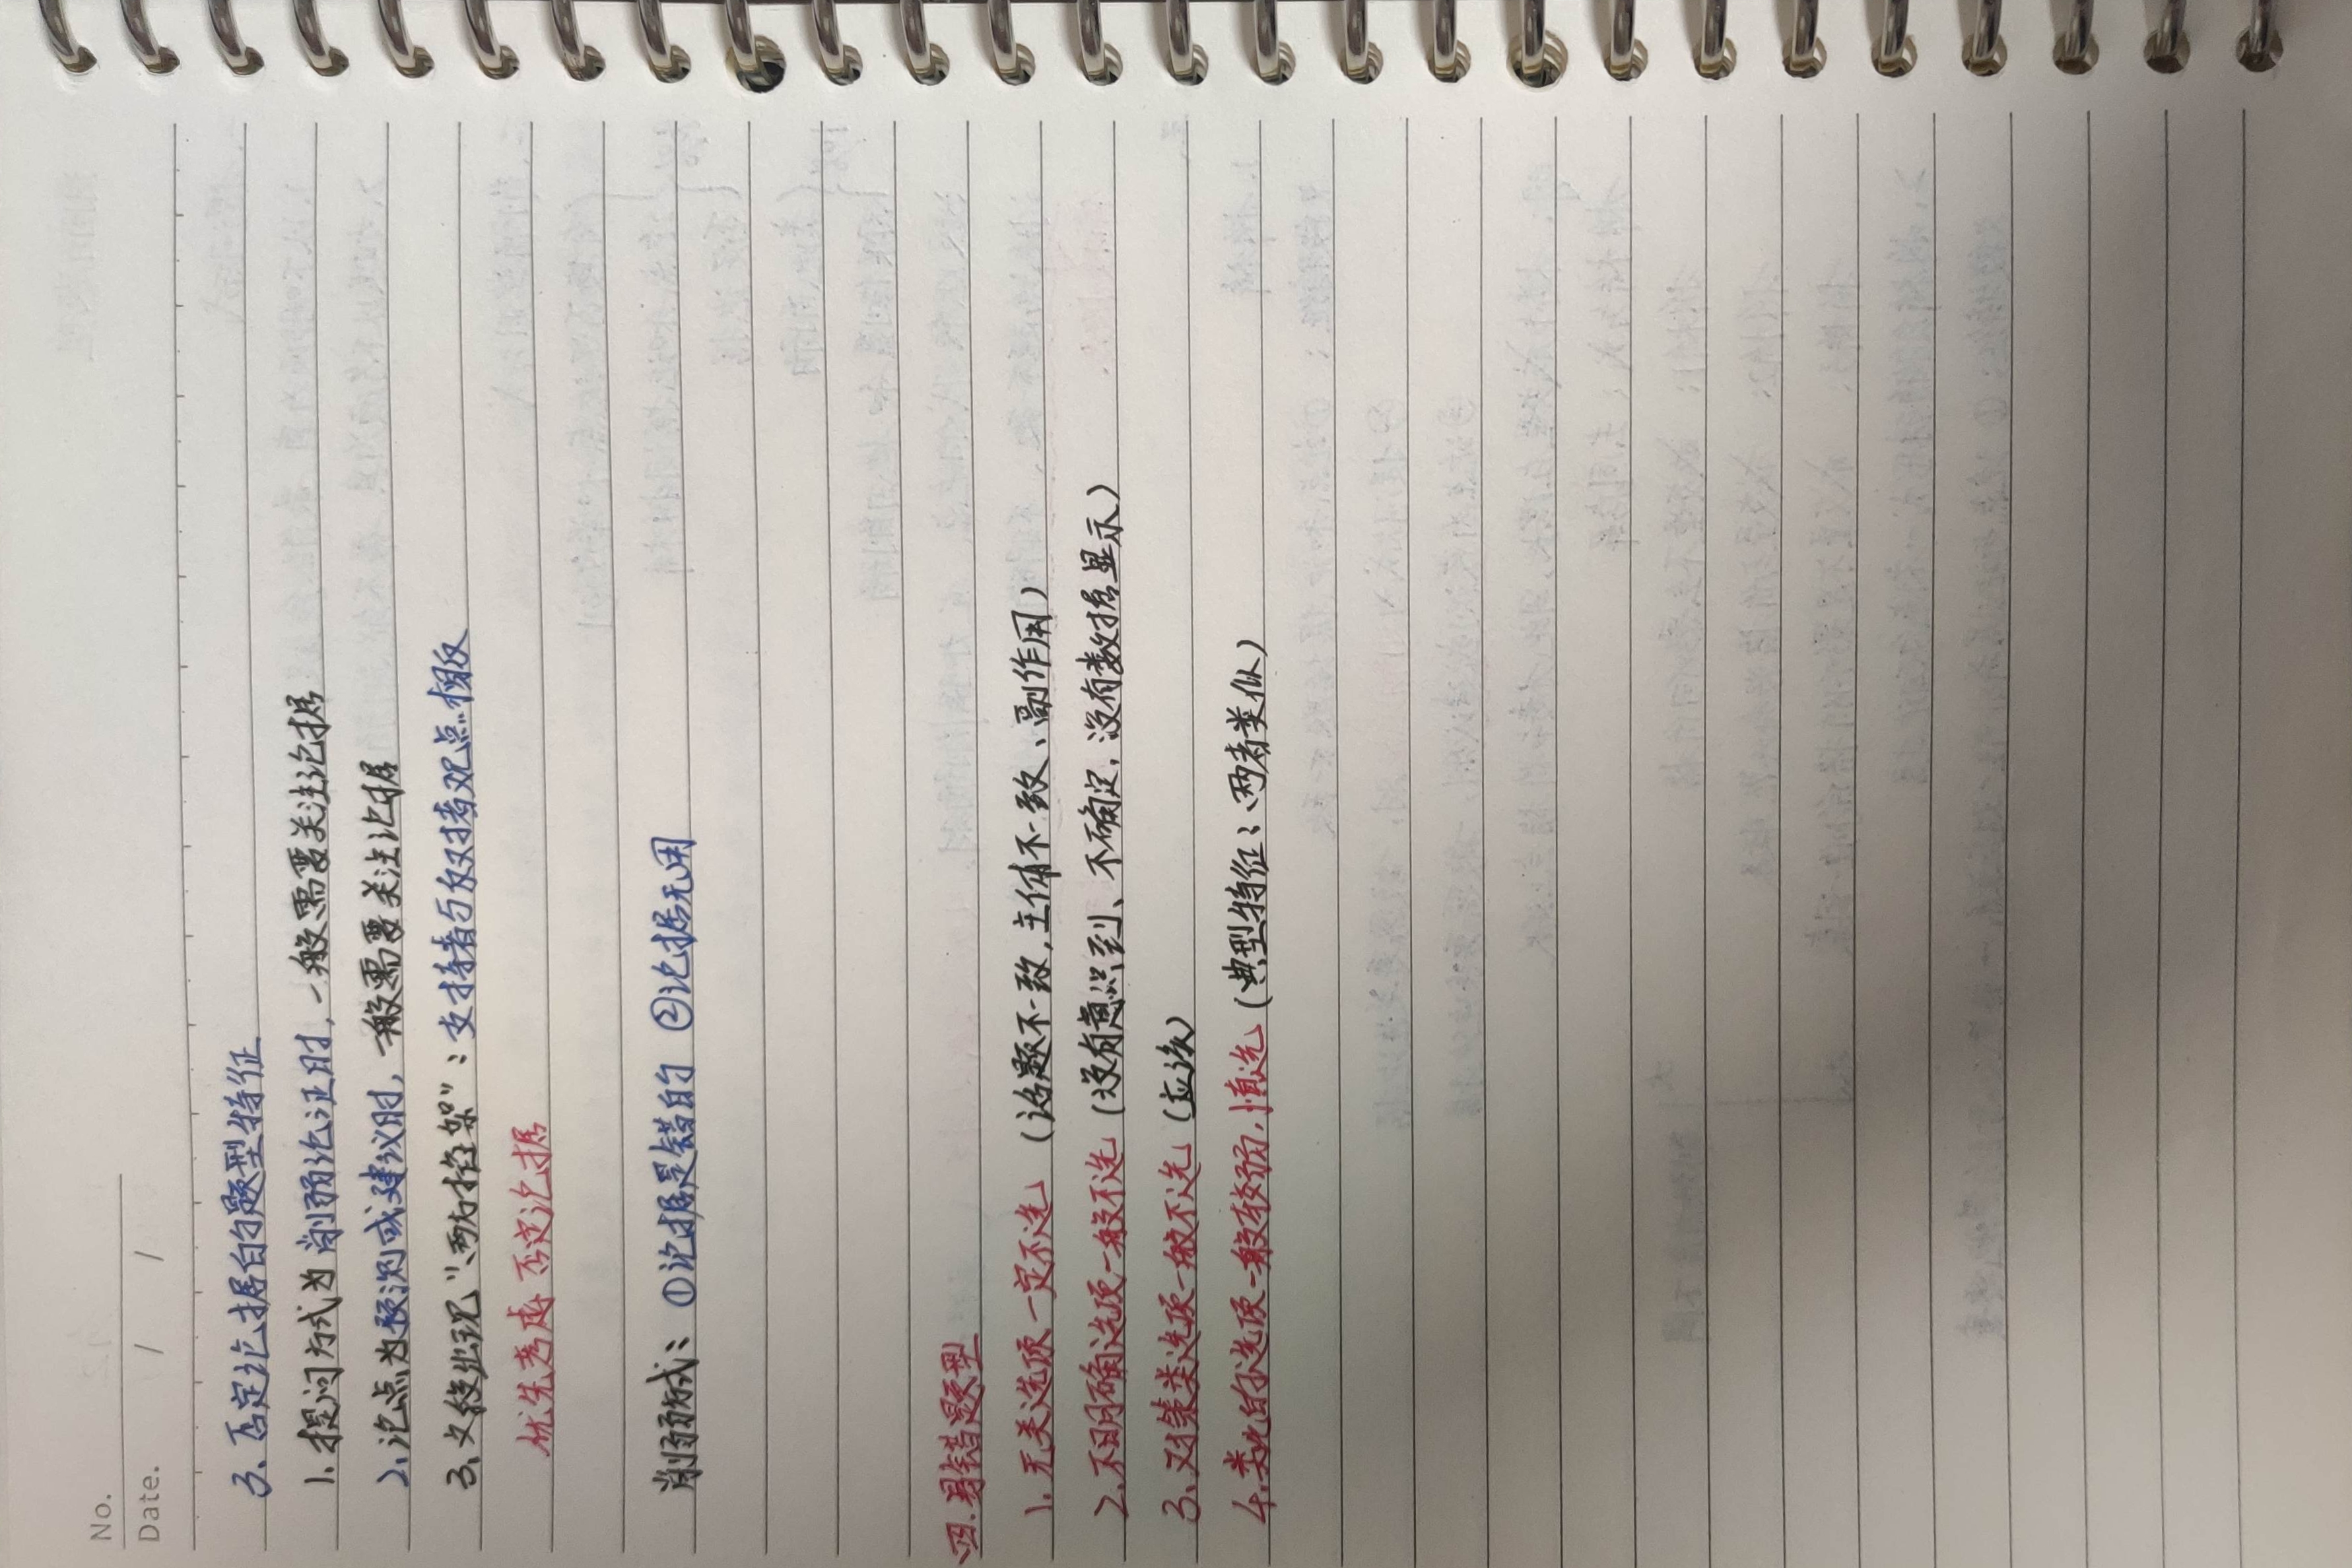 No.
Date. / /
3、否定论据的题型特征
1、提问方式为削弱论证时，一般需要关注论据
2、论点为预测或建议时，一般需要关注论据
3、文段出现“两方框架”：支持者与反对者观点相反
优先考虑 否定论据
削弱方式：①论据是错的 ②论据无用
四.易错题型
1、无关选项一定不选（话题不一致，主体不一致、副作用）
2、不明确选项一般不选（没有意识到、不确定，没有数据显示）
3、对策类选项一般不选（应该）
4、类比的选项一般较弱，慎选（典型特征：两者类似）